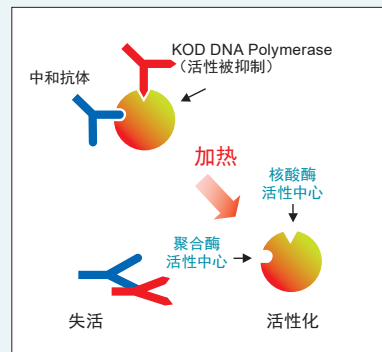 KOD DNA Polymerase
（活性被抑制）
中和抗体
加热
核酸酶
活性中心
聚合酶
活性中心
失活
活性化